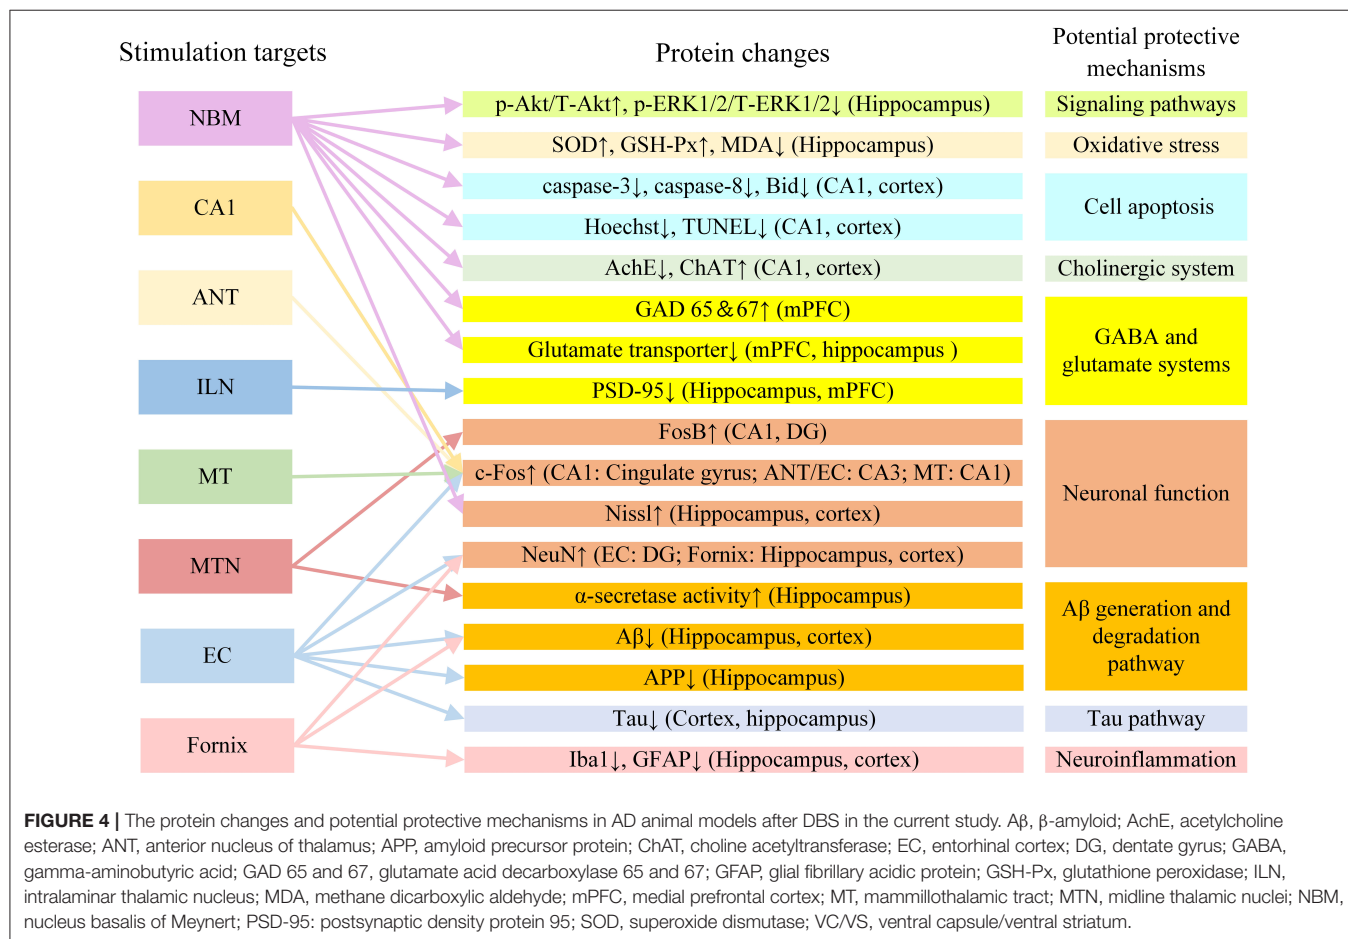 Stimulation targets
Protein changes
Potential protective
mechanisms
NBM
CA1
ANT
ILN
MT
MTN
EC
Fornix
p-Akt/T-Akt↑, p-ERK1/2/T-ERK1/2↓ (Hippocampus)
SOD↑, GSH-Px↑, MDA↓ (Hippocampus)
caspase-3↓, caspase-8↓, Bid↓ (CA1, cortex)
Hoechst↓, TUNEL↓ (CA1, cortex)
AchE↓, ChAT↑ (CA1, cortex)
GAD 65＆67↑ (mPFC)
Glutamate transporter↓ (mPFC, hippocampus )
PSD-95↓ (Hippocampus, mPFC)
FosB↑ (CA1, DG)
c-Fos↑ (CA1: Cingulate gyrus; ANT/EC: CA3; MT: CA1)
Nissl↑ (Hippocampus, cortex)
NeuN↑ (EC: DG; Fornix: Hippocampus, cortex)
α-secretase activity↑ (Hippocampus)
Aβ↓ (Hippocampus, cortex)
APP↓ (Hippocampus)
Tau↓ (Cortex, hippocampus)
Iba1↓, GFAP↓ (Hippocampus, cortex)
Signaling pathways
Oxidative stress
Cell apoptosis
Cholinergic system
GABA and
glutamate systems
Neuronal function
Aβ generation and
degradation
pathway
Tau pathway
Neuroinflammation
FIGURE 4 | The protein changes and potential protective mechanisms in AD animal models after DBS in the current study. Aβ, β-amyloid; AchE, acetylcholine
esterase; ANT, anterior nucleus of thalamus; APP, amyloid precursor protein; ChAT, choline acetyltransferase; EC, entorhinal cortex; DG, dentate gyrus; GABA,
gamma-aminobutyric acid; GAD 65 and 67, glutamate acid decarboxylase 65 and 67; GFAP, glial fibrillary acidic protein; GSH-Px, glutathione peroxidase; ILN,
intralaminar thalamic nucleus; MDA, methane dicarboxylic aldehyde; mPFC, medial prefrontal cortex; MT, mammillothalamic tract; MTN, midline thalamic nuclei; NBM,
nucleus basalis of Meynert; PSD-95: postsynaptic density protein 95; SOD, superoxide dismutase; VC/VS, ventral capsule/ventral striatum.